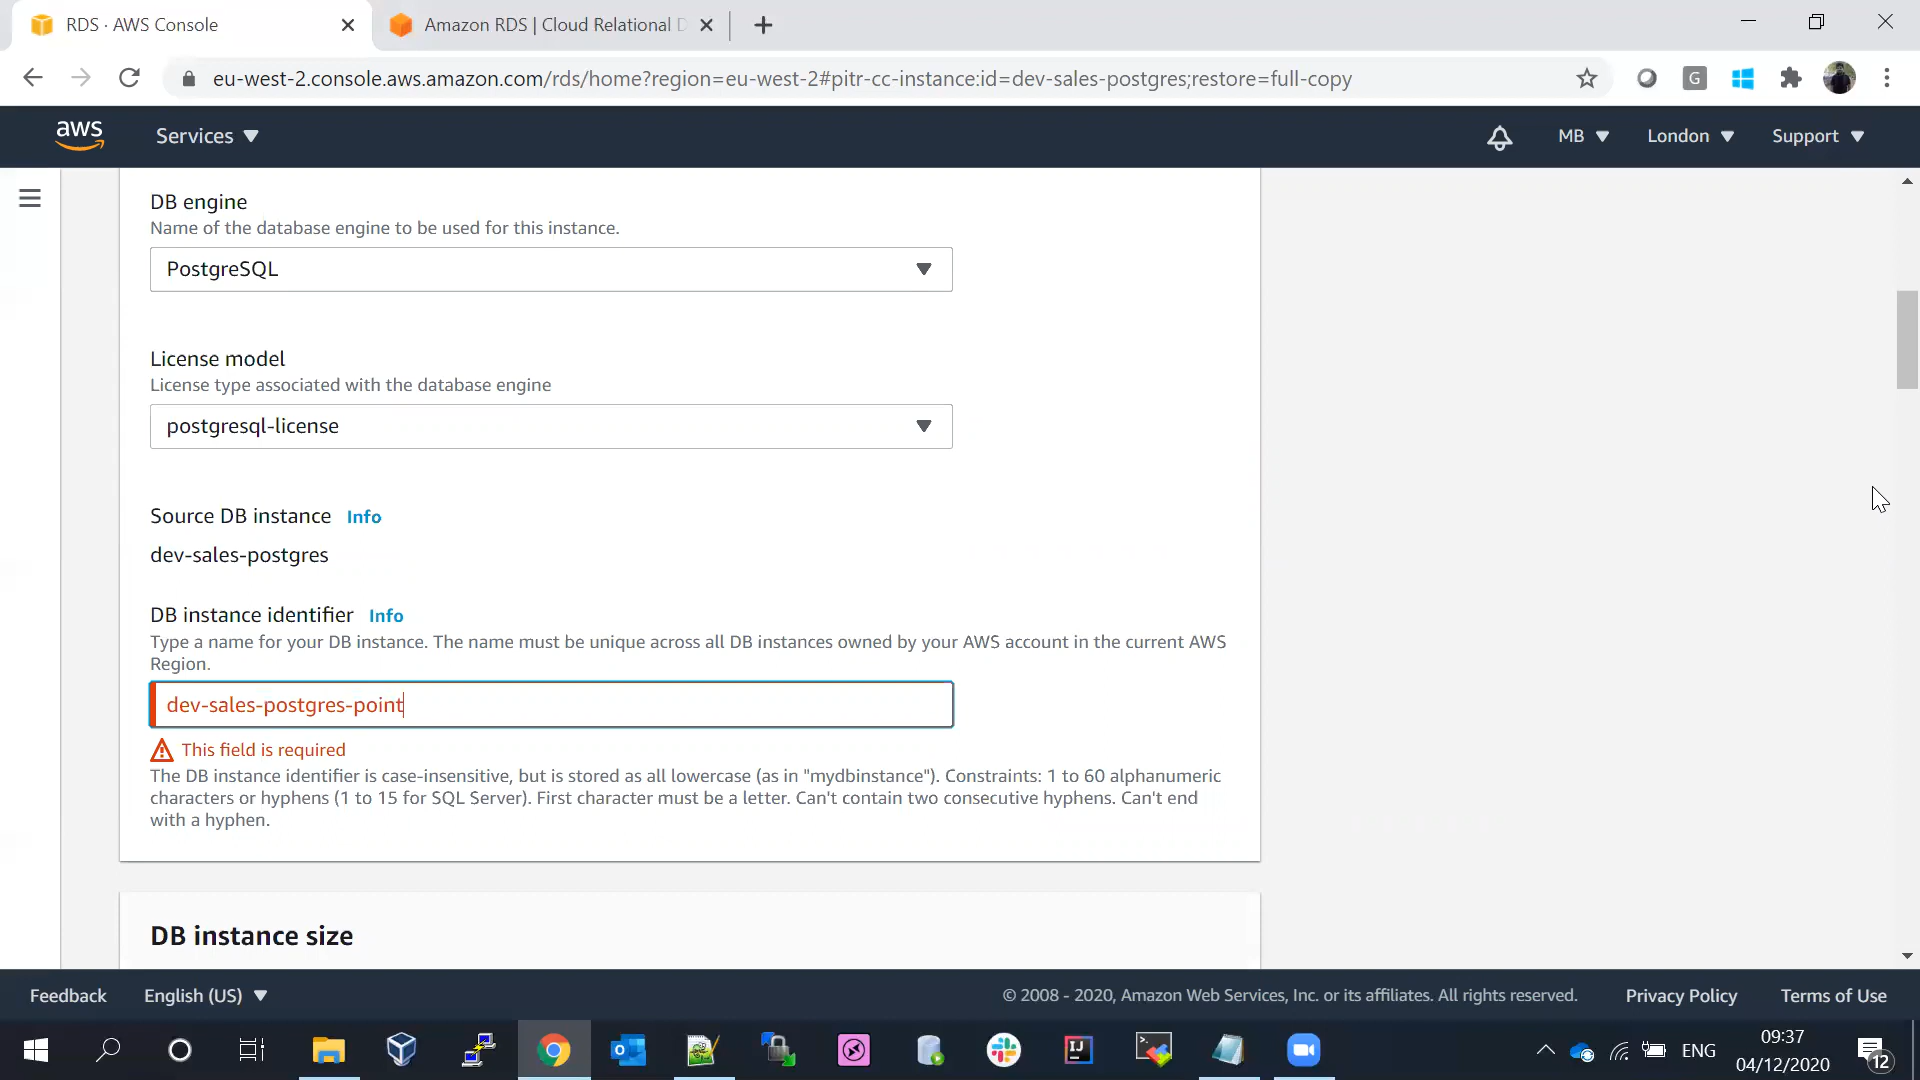 RDS · AWS Console
Amazon RDS | Cloud Relational D
eu-west-2.console.aws.amazon.com/rds/home?region=eu-west-2#pitr-cc-instance:id=dev-sales-postgres;restore=full-copy
G
aws
Services
MB
London
Support
DB engine
Name of the database engine to be used for this instance.
PostgreSQL
License model
License type associated with the database engine
postgresql-license
Source DB instance Info
dev-sales-postgres
DB instance identifier Info
Type a name for your DB instance. The name must be unique across all DB instances owned by your AWS account in the current AWS
Region.
dev-sales-postgres-point
This field is required
The DB instance identifier is case-insensitive, but is stored as all lowercase (as in "mydbinstance"). Constraints: 1 to 60 alphanumeric
characters or hyphens (1 to 15 for SQL Server). First character must be a letter. Can't contain two consecutive hyphens. Can't end
with a hyphen.
DB instance size
Feedback
English (US)
© 2008 - 2020, Amazon Web Services, Inc. or its affiliates. All rights reserved.
Privacy Policy
Terms of Use
IJ
ENG
09:37
04/12/2020
12